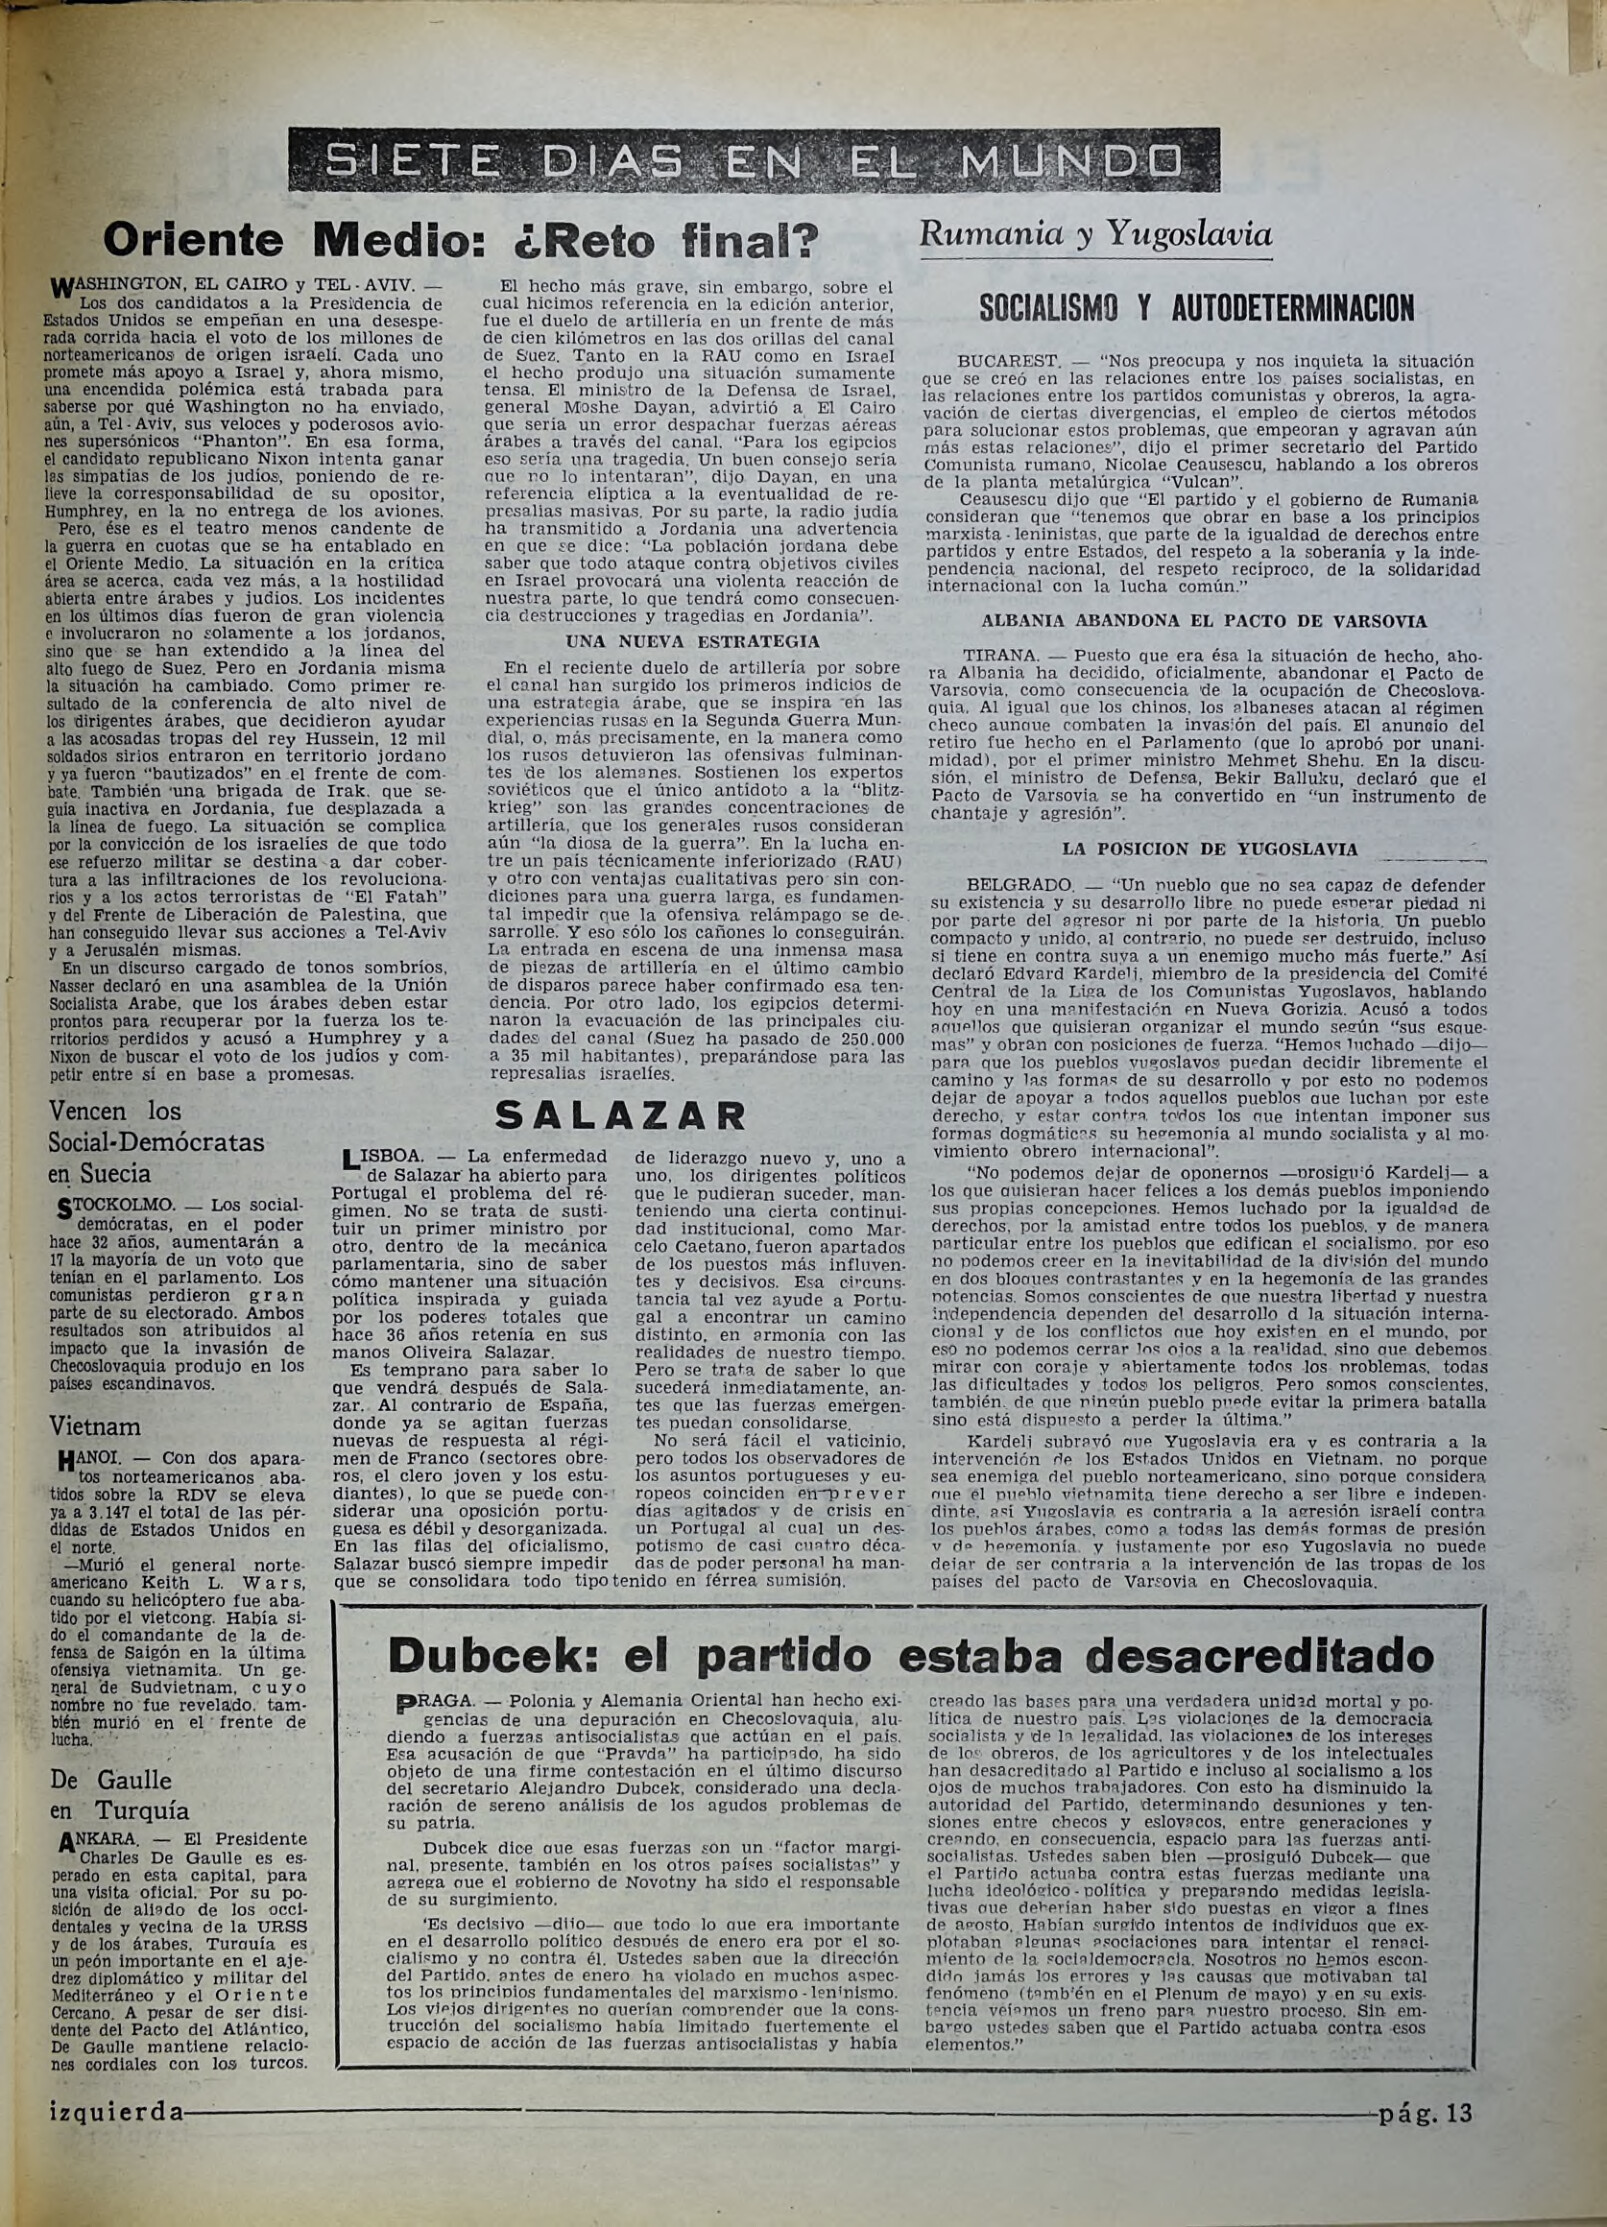 SIETE DIAS EN EL MUNDO
Oriente Medio: ¿Reto final?
WASHINGTON, EL CAIRO y TEL - AVIV. —
Los dos candidatos a la Presidencia de
Estados Unidos se empeñan en una desespe-
rada corrida hacia el voto de los millones de
norteamericanos de origen israelí. Cada uno
promete más apoyo a Israel y, ahora mismo,
una encendida polémica está trabada para
saberse por qué Washington no ha enviado,
aún, a Tel - Aviv, sus veloces y poderosos avio-
nes supersónicos "Phanton". En esa forma,
el candidato republicano Nixon intenta ganar
las simpatías de los judíos, poniendo de re-
lieve la corresponsabilidad de su opositor,
Humphrey, en la no entrega de los aviones.
Pero, ése es el teatro menos candente de
la guerra en cuotas que se ha entablado en
el Oriente Medio. La situación en la crítica
área se acerca, cada vez más, a la hostilidad
abierta entre árabes y judíos. Los incidentes
en los últimos días fueron de gran violencia
e involucraron no solamente a los jordanos,
sino que se han extendido a la línea del
alto fuego de Suez. Pero en Jordania misma
la situación ha cambiado. Como primer re-
sultado de la conferencia de alto nivel de
los dirigentes árabes, que decidieron ayudar
a las acosadas tropas del rey Hussein, 12 mil
soldados sirios entraron en territorio jordano
y ya fueron "bautizados" en el frente de com-
bate. También una brigada de Irak, que se-
guía inactiva en Jordania, fue desplazada a
la línea de fuego. La situación se complica
por la convicción de los israelíes de que todo
ese refuerzo militar se destina a dar cober-
tura a las infiltraciones de los revoluciona-
rios y a los actos terroristas de "El Fatah"
y del Frente de Liberación de Palestina, que
han conseguido llevar sus acciones a Tel-Aviv
y a Jerusalén mismas.
En un discurso cargado de tonos sombríos,
Nasser declaró en una asamblea de la Unión
Socialista Arabe, que los árabes deben estar
prontos para recuperar por la fuerza los te-
rritorios perdidos y acusó a Humphrey y a
Nixon de buscar el voto de los judíos y com-
petir entre sí en base a promesas.
El hecho más grave, sin embargo, sobre el
cual hicimos referencia en la edición anterior,
fue el duelo de artillería en un frente de más
de cien kilómetros en las dos orillas del canal
de Suez. Tanto en la RAU como en Israel
el hecho produjo una situación sumamente
tensa. El ministro de la Defensa de Israel,
general Moshe Dayan, advirtió a El Cairo
que sería un error despachar fuerzas aéreas
árabes a través del canal. "Para los egipcios
eso sería una tragedia. Un buen consejo sería
que no lo intentaran", dijo Dayan, en una
referencia elíptica a la eventualidad de re-
presalias masivas. Por su parte, la radio judía
ha transmitido a Jordania una advertencia
en que se dice: "La población jordana debe
saber que todo ataque contra objetivos civiles
en Israel provocará una violenta reacción de
nuestra parte, lo que tendrá como consecuen-
cia destrucciones y tragedias en Jordania".
UNA NUEVA ESTRATEGIA
En el reciente duelo de artillería por sobre
el canal han surgido los primeros indicios de
una estrategia árabe, que se inspira en las
experiencias rusas en la Segunda Guerra Mun-
dial, o, más precisamente, en la manera como
los rusos detuvieron las ofensivas fulminan-
tes de los alemanes. Sostienen los expertos
soviéticos que el único antídoto a la "blitz-
krieg" son las grandes concentraciones de
artillería, que los generales rusos consideran
aún "la diosa de la guerra". En la lucha en-
tre un país técnicamente inferiorizado (RAU)
y otro con ventajas cualitativas pero sin con-
diciones para una guerra larga, es fundamen-
tal impedir que la ofensiva relámpago se de-
sarrolle. Y eso sólo los cañones lo conseguirán.
La entrada en escena de una inmensa masa
de piezas de artillería en el último cambio
de disparos parece haber confirmado esa ten-
dencia. Por otro lado, los egipcios determi-
naron la evacuación de las principales ciu-
dades del canal (Suez ha pasado de 250.000
a 35 mil habitantes), preparándose para las
represalias israelíes.
Rumania y Yugoslavia
SOCIALISMO Y AUTODETERMINACION
BUCAREST. — "Nos preocupa y nos inquieta la situación
que se creó en las relaciones entre los países socialistas, en
las relaciones entre los partidos comunistas y obreros, la agra-
vación de ciertas divergencias, el empleo de ciertos métodos
para solucionar estos problemas, que empeoran y agravan aún
más estas relaciones", dijo el primer secretario del Partido
Comunista rumano, Nicolae Ceausescu, hablando a los obreros
de la planta metalúrgica "Vulcan".
Ceausescu dijo que "El partido y el gobierno de Rumania
consideran que "tenemos que obrar en base a los principios
marxista - leninistas, que parte de la igualdad de derechos entre
partidos y entre Estados, del respeto a la soberanía y la inde-
pendencia nacional, del respeto recíproco, de la solidaridad
internacional con la lucha común."
ALBANIA ABANDONA EL PACTO DE VARSOVIA
TIRANA. — Puesto que era ésa la situación de hecho, aho-
ra Albania ha decidido, oficialmente, abandonar el Pacto de
Varsovia, como consecuencia de la ocupación de Checoslova-
quia. Al igual que los chinos, los albaneses atacan al régimen
checo aunque combaten la invasión del país. El anuncio del
retiro fue hecho en el Parlamento (que lo aprobó por unani-
midad), por el primer ministro Mehmet Shehu. En la discu-
sión, el ministro de Defensa, Bekir Balluku, declaró que el
Pacto de Varsovia se ha convertido en "un instrumento de
chantaje y agresión".
LA POSICION DE YUGOSLAVIA
BELGRADO. — "Un pueblo que no sea capaz de defender
su existencia y su desarrollo libre no puede esperar piedad ni
por parte del agresor ni por parte de la historia. Un pueblo
compacto y unido, al contrario, no puede ser destruido, incluso
si tiene en contra suya a un enemigo mucho más fuerte." Así
declaró Edvard Kardelj, miembro de la presidencia del Comité
Central de la Liga de los Comunistas Yugoslavos, hablando
hoy en una manifestación en Nueva Gorizia. Acusó a todos
aquellos que quisieran organizar el mundo según "sus esque-
mas" y obran con posiciones de fuerza. "Hemos luchado —dijo—
para que los pueblos yugoslavos puedan decidir libremente el
camino y las formas de su desarrollo y por esto no podemos
dejar de apoyar a todos aquellos pueblos que luchan por este
derecho, y estar contra todos los que intentan imponer sus
formas dogmáticas su hegemonía al mundo socialista y al mo-
vimiento obrero internacional".
"No podemos dejar de oponernos —prosiguió Kardelj— a
los que quisieran hacer felices a los demás pueblos imponiendo
sus propias concepciones. Hemos luchado por la igualdad de
derechos, por la amistad entre todos los pueblos, y de manera
particular entre los pueblos que edifican el socialismo, por eso
no podemos creer en la inevitabilidad de la división del mundo
en dos bloques contrastantes y en la hegemonía de las grandes
potencias. Somos conscientes de que nuestra libertad y nuestra
independencia dependen del desarrollo d la situación interna-
cional y de los conflictos que hoy existen en el mundo, por
eso no podemos cerrar los ojos a la realidad, sino que debemos
mirar con coraje y abiertamente todos los problemas, todas
las dificultades y todos los peligros. Pero somos conscientes,
también, de que ningún pueblo puede evitar la primera batalla
sino está dispuesto a perder la última."
Kardelj subrayó que Yugoslavia era y es contraria a la
intervención de los Estados Unidos en Vietnam, no porque
sea enemiga del pueblo norteamericano, sino porque considera
que el pueblo vietnamita tiene derecho a ser libre e indepen-
dinte, así Yugoslavia es contraria a la agresión israelí contra
los pueblos árabes, como a todas las demás formas de presión
y de hegemonía, y justamente por eso Yugoslavia no puede
dejar de ser contraria a la intervención de las tropas de los
países del pacto de Varsovia en Checoslovaquia.
Vencen los
Social-Demócratas
en Suecia
STOCKOLMO. — Los social-
demócratas, en el poder
hace 32 años, aumentarán a
17 la mayoría de un voto que
tenían en el parlamento. Los
comunistas perdieron gran
parte de su electorado. Ambos
resultados son atribuidos al
impacto que la invasión de
Checoslovaquia produjo en los
países escandinavos.
Vietnam
HANOI. — Con dos apara-
tos norteamericanos aba-
tidos sobre la RDV se eleva
ya a 3.147 el total de las pér-
didas de Estados Unidos en
el norte.
—Murió el general norte-
americano Keith L. Wars,
cuando su helicóptero fue aba-
tido por el vietcong. Había si-
do el comandante de la de-
fensa de Saigón en la última
ofensiva vietnamita. Un ge-
neral de Sudvietnam, cuyo
nombre no fue revelado, tam-
bién murió en el frente de
lucha.
De Gaulle
en Turquía
ANKARA. — El Presidente
Charles De Gaulle es es-
perado en esta capital, para
una visita oficial. Por su po-
sición de aliado de los occi-
dentales y vecina de la URSS
y de los árabes, Turquía es
un peón importante en el aje-
drez diplomático y militar del
Mediterráneo y el Oriente
Cercano. A pesar de ser disi-
dente del Pacto del Atlántico,
De Gaulle mantiene relacio-
nes cordiales con los turcos.
SALAZAR
LISBOA. — La enfermedad
de Salazar ha abierto para
Portugal el problema del ré-
gimen. No se trata de susti-
tuir un primer ministro por
otro, dentro de la mecánica
parlamentaria, sino de saber
cómo mantener una situación
política inspirada y guiada
por los poderes totales que
hace 36 años retenía en sus
manos Oliveira Salazar.
Es temprano para saber lo
que vendrá después de Sala-
zar. Al contrario de España,
donde ya se agitan fuerzas
nuevas de respuesta al régi-
men de Franco (sectores obre-
ros, el clero joven y los estu-
diantes), lo que se puede con-
siderar una oposición portu-
guesa es débil y desorganizada.
En las filas del oficialismo,
Salazar buscó siempre impedir
que se consolidara todo tipo
de liderazgo nuevo y, uno a
uno, los dirigentes políticos
que le pudieran suceder, man-
teniendo una cierta continui-
dad institucional, como Mar-
celo Caetano, fueron apartados
de los puestos más influyen-
tes y decisivos. Esa circuns-
tancia tal vez ayude a Portu-
gal a encontrar un camino
distinto, en armonía con las
realidades de nuestro tiempo.
Pero se trata de saber lo que
sucederá inmediatamente, an-
tes que las fuerzas emergen-
tes puedan consolidarse.
No será fácil el vaticinio,
pero todos los observadores de
los asuntos portugueses y eu-
ropeos coinciden en prever
días agitados y de crisis en
un Portugal al cual un des-
potismo de casi cuatro déca-
das de poder personal ha man-
tenido en férrea sumisión.
Dubcek: el partido estaba desacreditado
PRAGA. — Polonia y Alemania Oriental han hecho exi-
gencias de una depuración en Checoslovaquia, alu-
diendo a fuerzas antisocialistas que actúan en el país.
Esa acusación de que "Pravda" ha participado, ha sido
objeto de una firme contestación en el último discurso
del secretario Alejandro Dubcek, considerado una decla-
ración de sereno análisis de los agudos problemas de
su patria.
Dubcek dice que esas fuerzas son un "factor margi-
nal, presente, también en los otros países socialistas" y
agrega que el gobierno de Novotny ha sido el responsable
de su surgimiento.
'Es decisivo —dijo— que todo lo que era importante
en el desarrollo político después de enero era por el so-
cialismo y no contra él. Ustedes saben que la dirección
del Partido, antes de enero ha violado en muchos aspec-
tos los principios fundamentales del marxismo - leninismo.
Los viejos dirigentes no querían comprender que la cons-
trucción del socialismo había limitado fuertemente el
espacio de acción de las fuerzas antisocialistas y había
creado las bases para una verdadera unidad mortal y po-
lítica de nuestro país. Las violaciones de la democracia
socialista y de la legalidad, las violaciones de los intereses
de los obreros, de los agricultores y de los intelectuales
han desacreditado al Partido e incluso al socialismo a los
ojos de muchos trabajadores. Con esto ha disminuido la
autoridad del Partido, determinando desuniones y ten-
siones entre checos y eslovacos, entre generaciones y
creando, en consecuencia, espacio para las fuerzas anti-
socialistas. Ustedes saben bien —prosiguió Dubcek— que
el Partido actuaba contra estas fuerzas mediante una
lucha ideológico - política y preparando medidas legisla-
tivas que deberían haber sido puestas en vigor a fines
de agosto. Habían surgido intentos de individuos que ex-
plotaban algunas asociaciones para intentar el renaci-
miento de la socialdemocracia. Nosotros no hemos escon-
dido jamás los errores y las causas que motivaban tal
fenómeno (también en el Plenum de mayo) y en su exis-
tencia veíamos un freno para nuestro proceso. Sin em-
bargo ustedes saben que el Partido actuaba contra esos
elementos."
izquierda
pág. 13